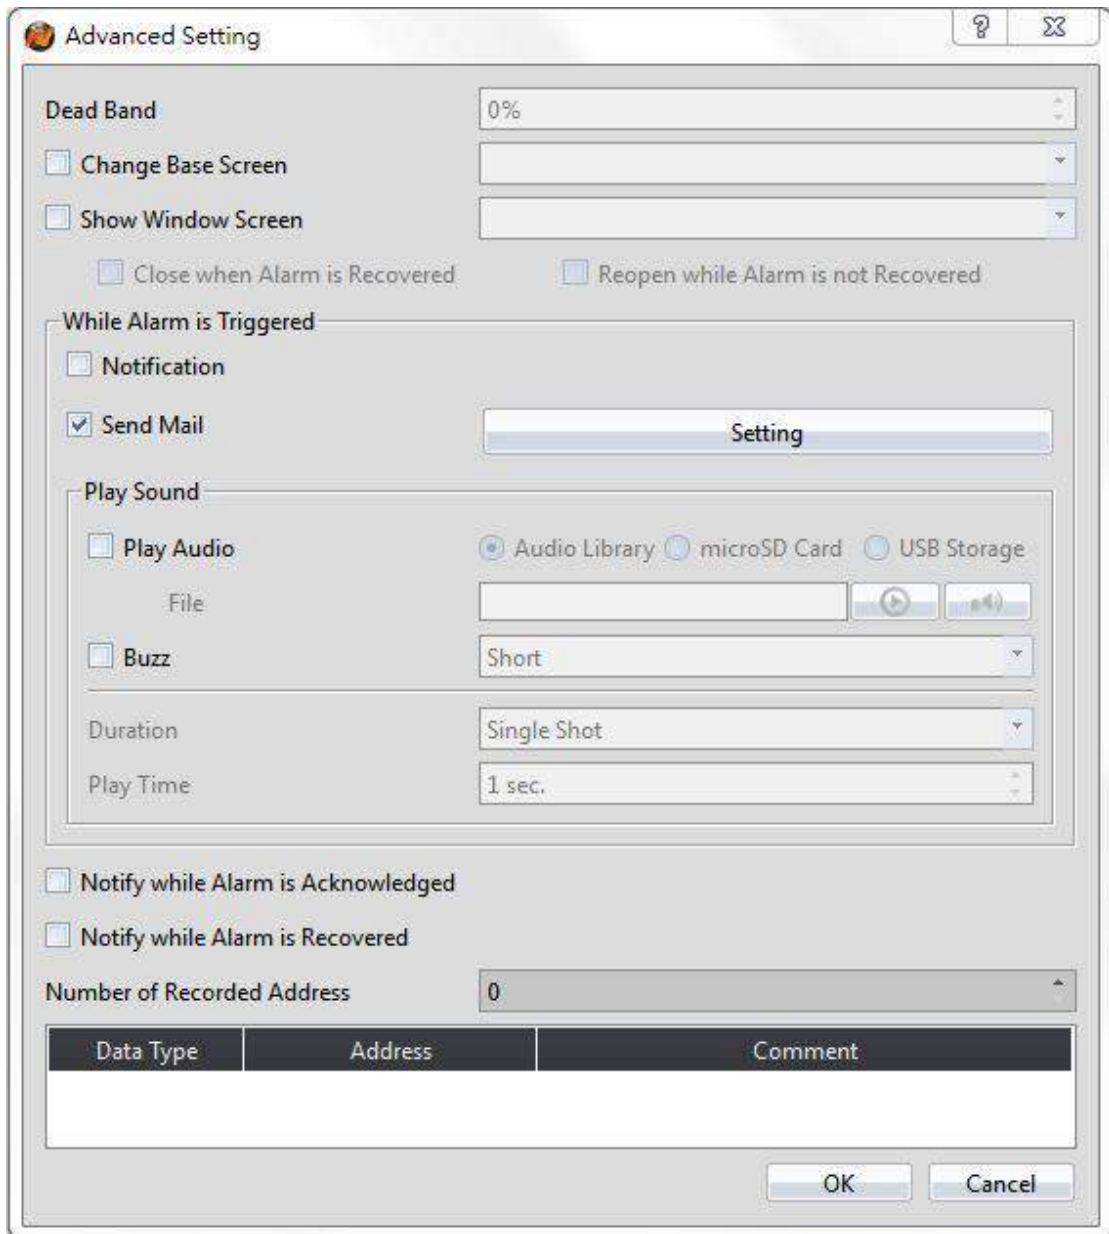 Advanced Setting
Dead Band 0%
Change Base Screen
Show Window Screen
Close when Alarm is Recovered Reopen while Alarm is not Recovered
While Alarm is Triggered
Notification
Send Mail Setting
Play Sound
Play Audio Audio Library microSD Card USB Storage
File
Buzz Short
Duration Single Shot
Play Time 1 sec.
Notify while Alarm is Acknowledged
Notify while Alarm is Recovered
Number of Recorded Address 0
Data Type Address Comment
OK Cancel